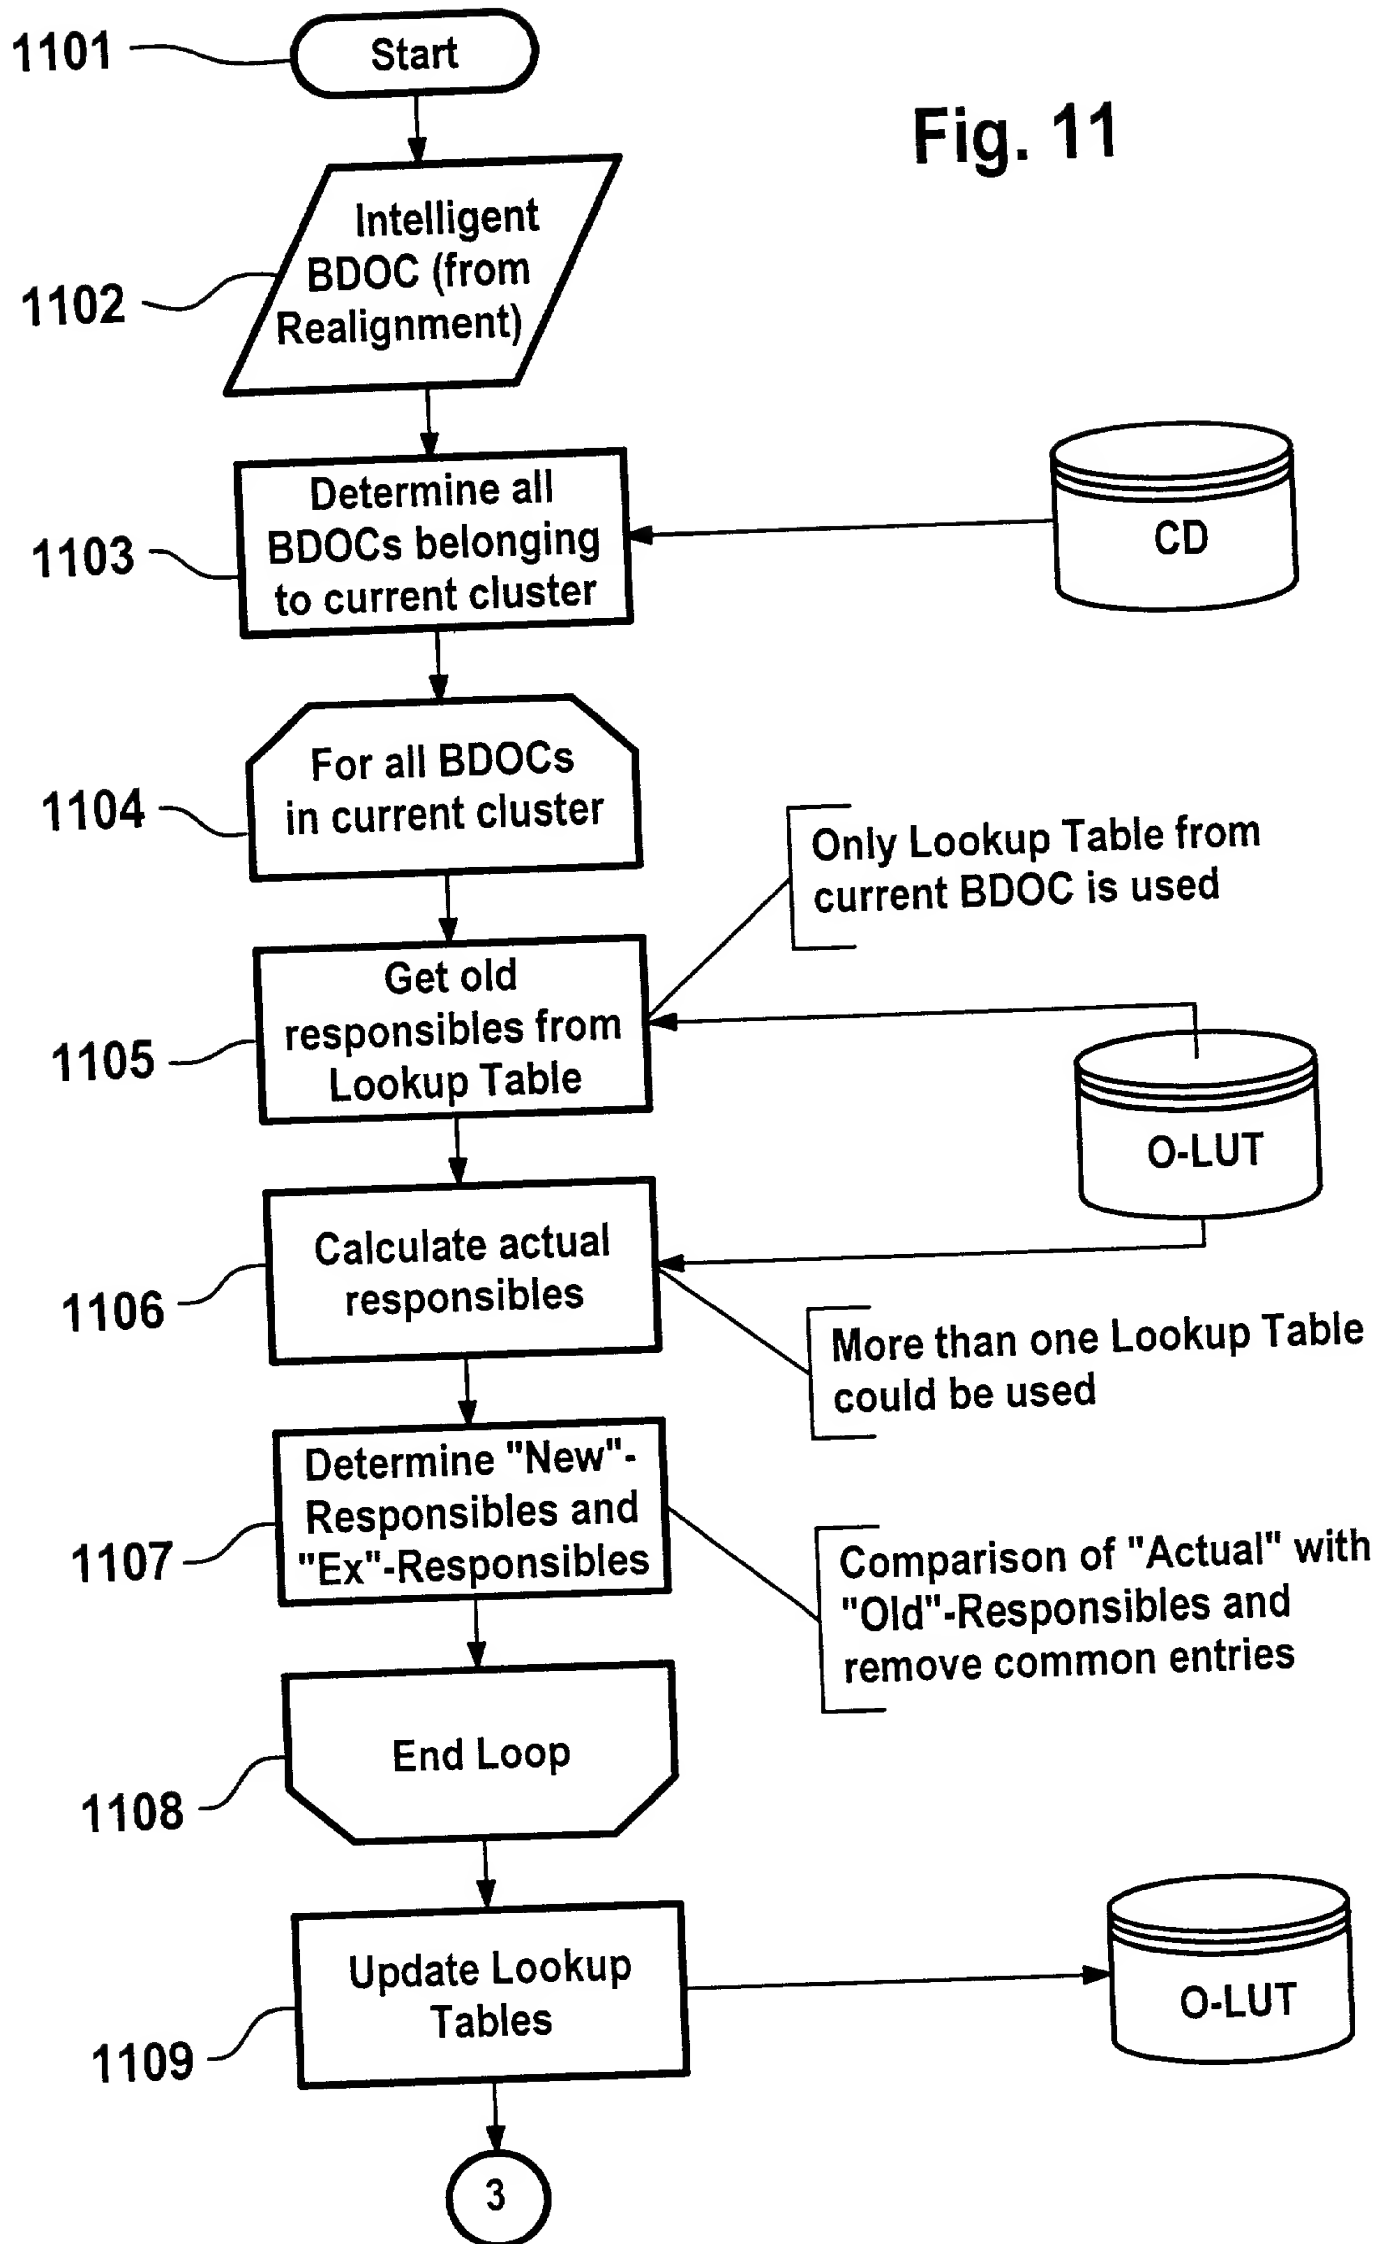 1101
Start
Fig. 11
1102
Intelligent
BDOC (from
Realignment)
1103
Determine all
BDOCs belonging
to current cluster
CD
1104
For all BDOCs
in current cluster
Only Lookup Table from
current BDOC is used
1105
Get old
responsibles from
Lookup Table
O-LUT
1106
Calculate actual
responsibles
More than one Lookup Table
could be used
1107
Determine "New"-
Responsibles and
"Ex"-Responsibles
Comparison of "Actual" with
"Old"-Responsibles and
remove common entries
1108
End Loop
1109
Update Lookup
Tables
O-LUT
3